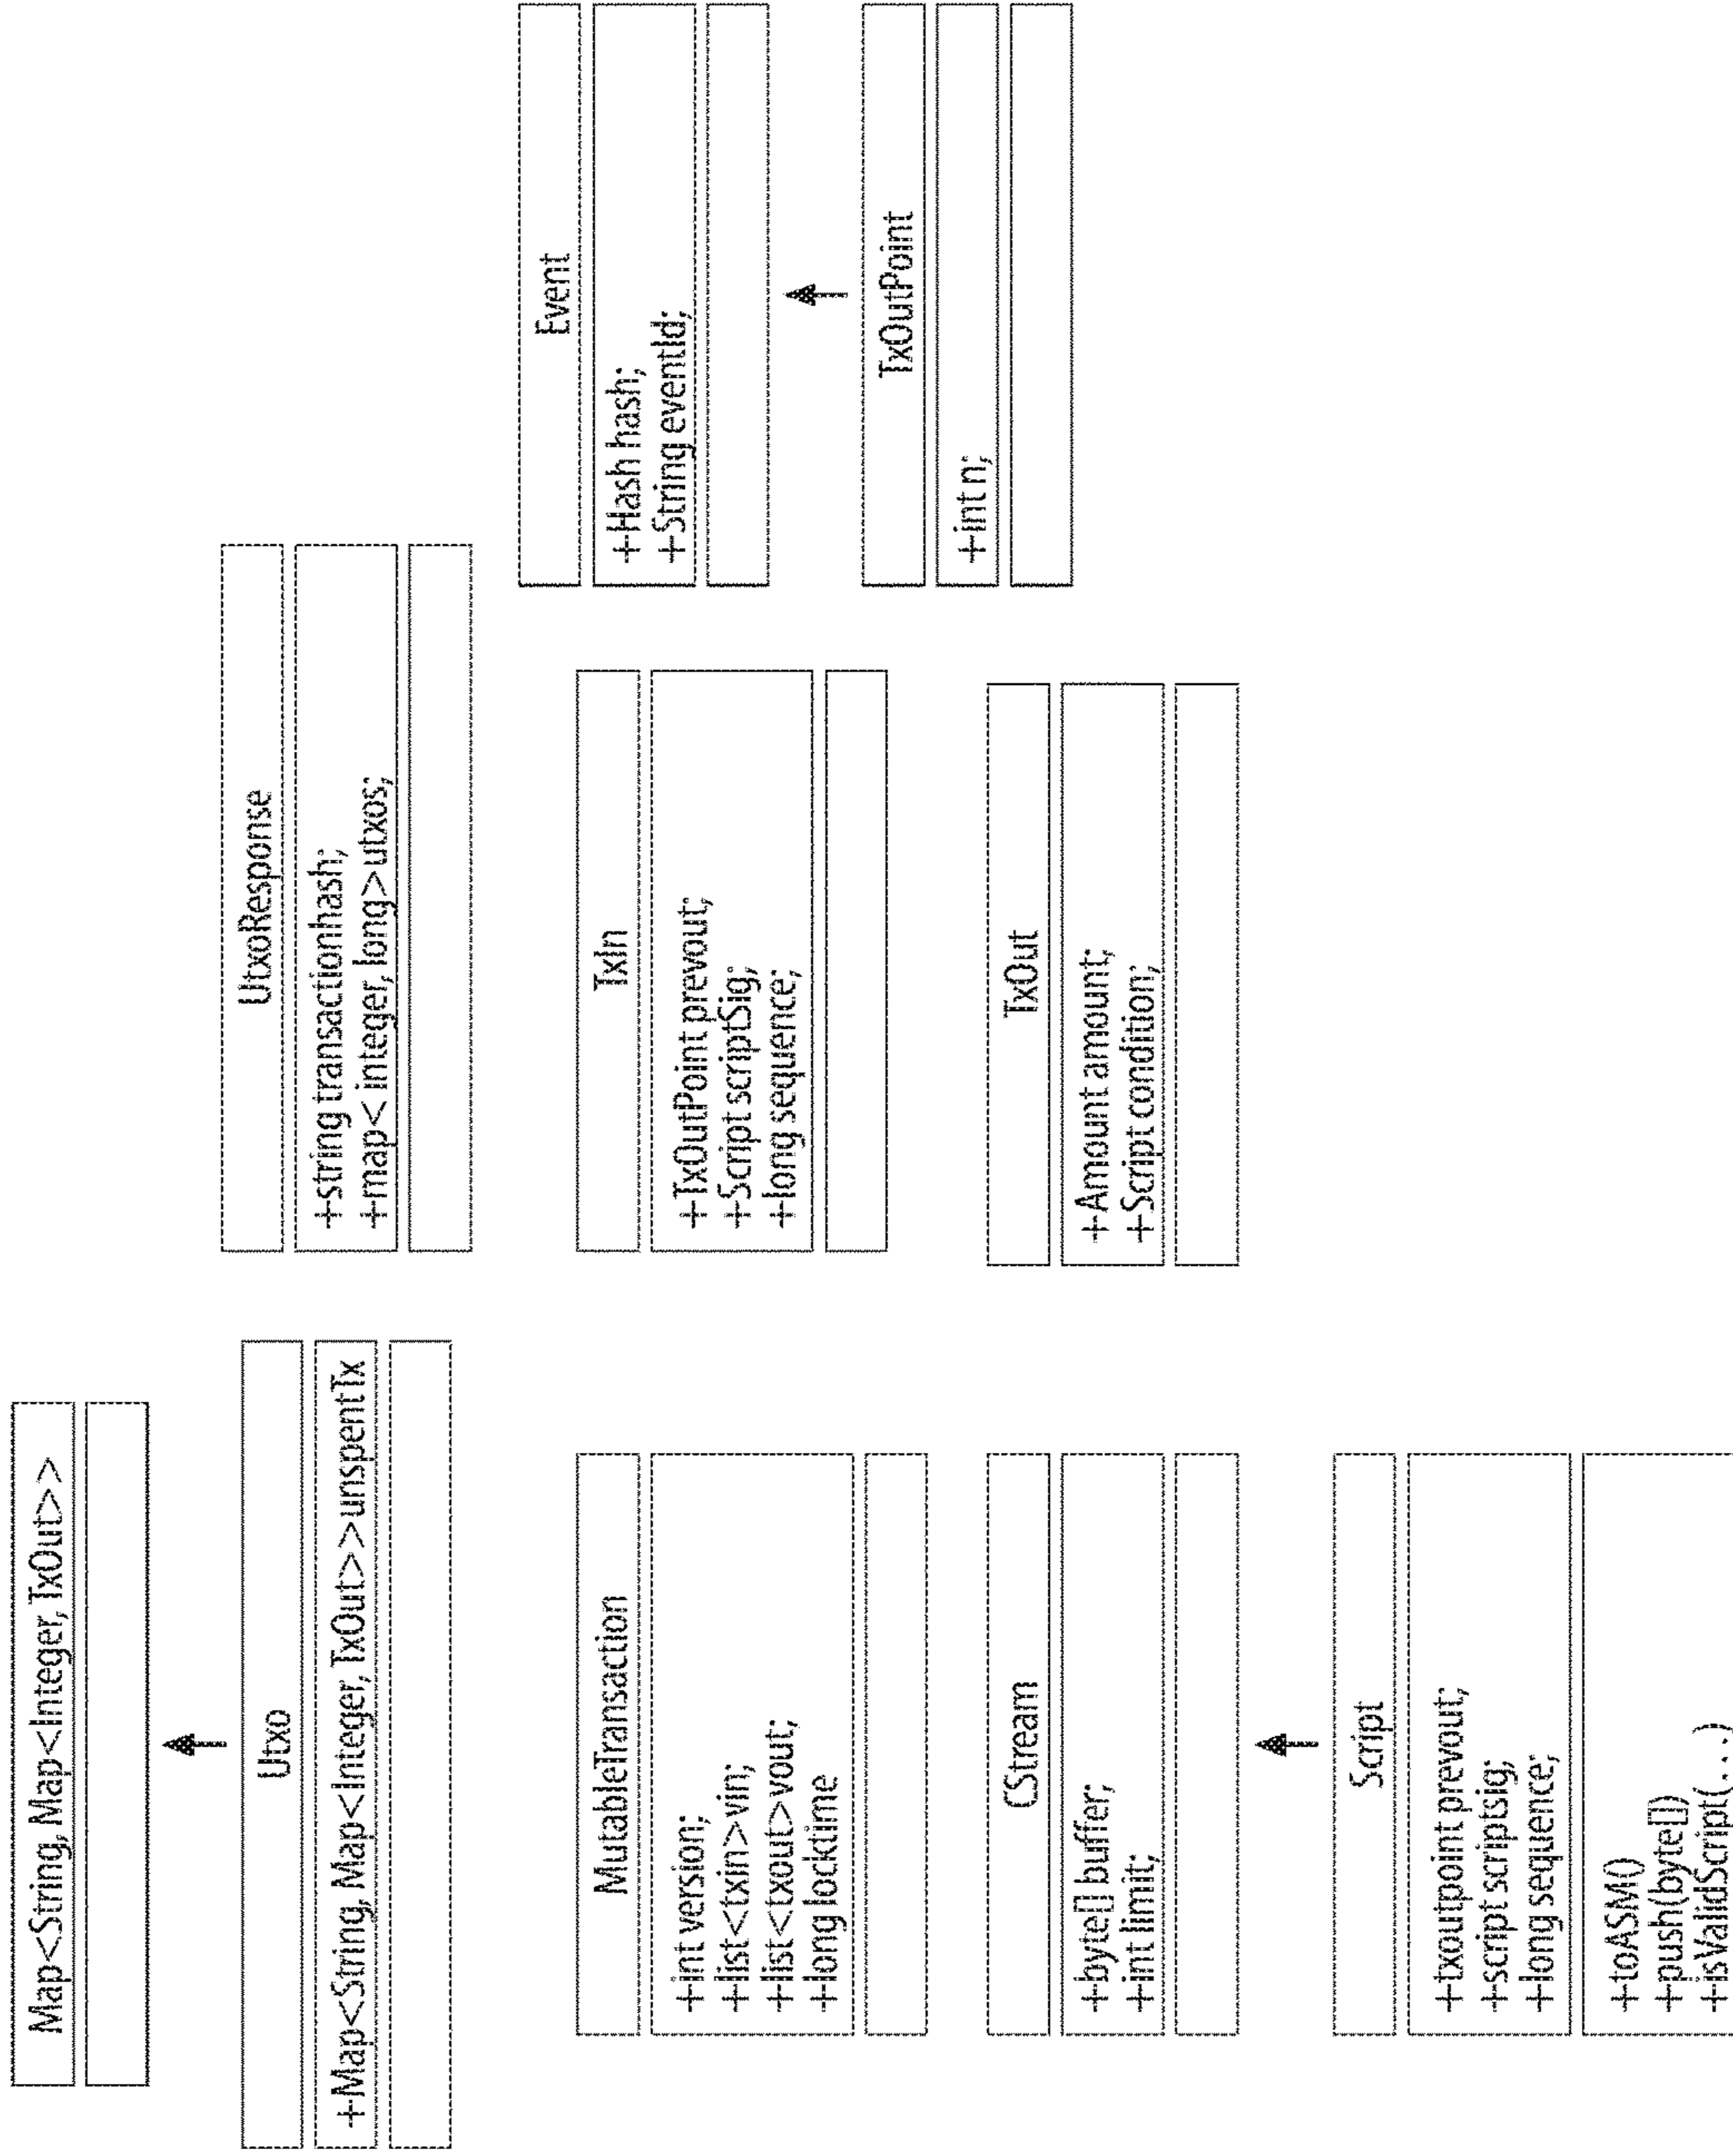 Map<String, Map<Integer, TxOut>>
Utxo
+Map<String, Map<Integer, TxOut>>unspentTx
UtxoResponse
+string transactionhash;
+map< integer, long>utxos;
MutableTransaction
+int version;
+list<txin>vin;
+list<txout>vout;
+long locktime
TxIn
+TxOutPoint prevout;
+Script scriptSig;
+long sequence;
Event
+Hash hash;
+String eventId;
TxOutPoint
+int n;
CStream
+byte[] buffer;
+int limit;
TxOut
+Amount amount;
+Script condition;
Script
+txoutpoint prevout;
+script scriptsig;
+long sequence;
+toASM()
+push(byte[])
+isValidScript(...)